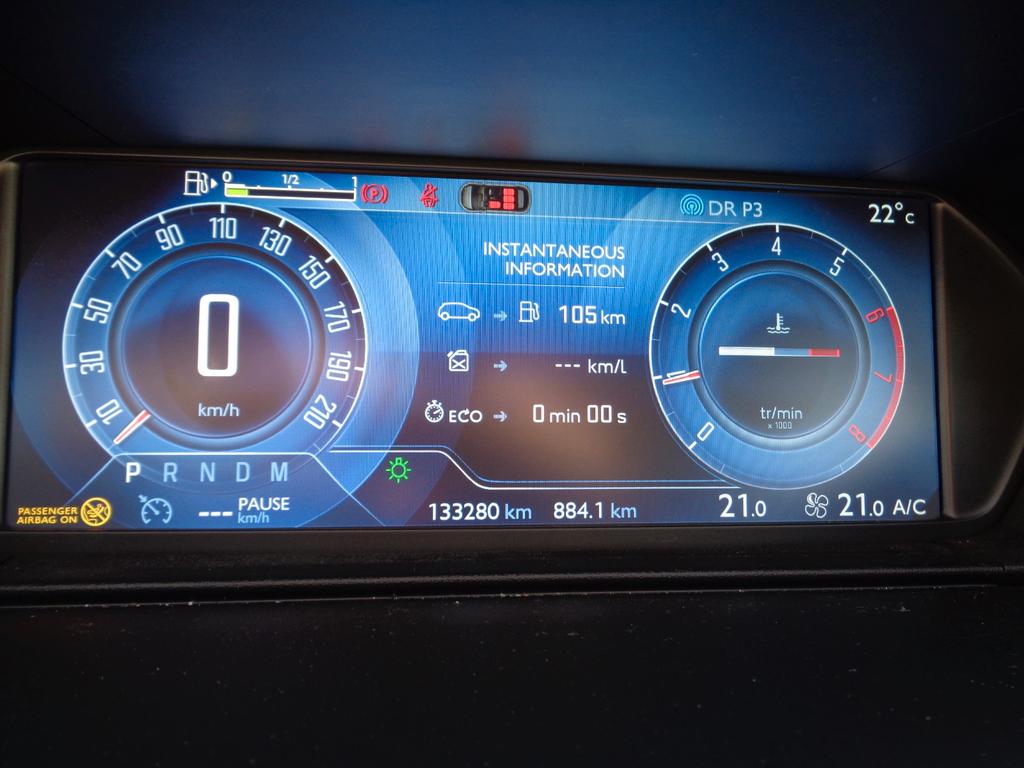 0 1/2 1
DR P3
22°C
10 30 50 70 90 110 130 150 170 190 210
0
km/h
INSTANTANEOUS
INFORMATION
105 km
--- km/l
ECO 0 min 00 s
0 1 2 3 4 5 6 7 8
tr/min
x 1000
P R N D M
PASSENGER
AIRBAG ON
--- PAUSE
km/h
133280 km 884.1 km
21.0
21.0 A/C